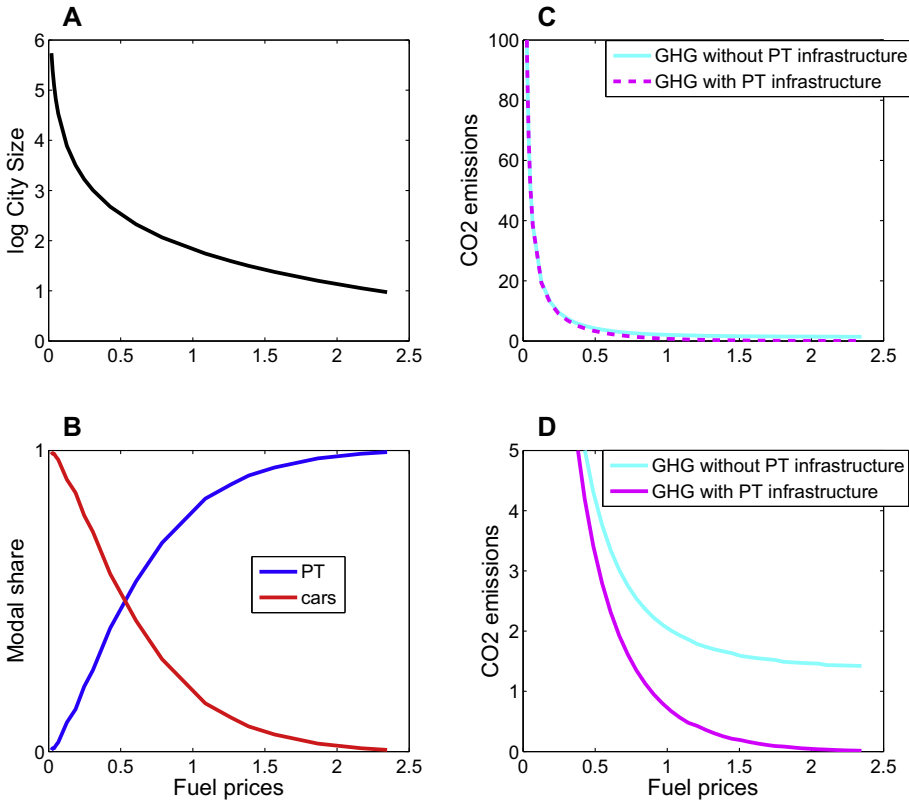 A
6
5
4
3
2
1
0
log City Size
0
0.5
1
1.5
2
2.5
C
100
80
60
40
20
0
CO2 emissions
0
0.5
1
1.5
2
2.5
GHG without PT infrastructure
GHG with PT infrastructure
B
1
0
Modal share
0
0.5
1
1.5
2
2.5
Fuel prices
PT
cars
D
5
4
3
2
1
0
CO2 emissions
0
0.5
1
1.5
2
2.5
Fuel prices
GHG without PT infrastructure
GHG with PT infrastructure